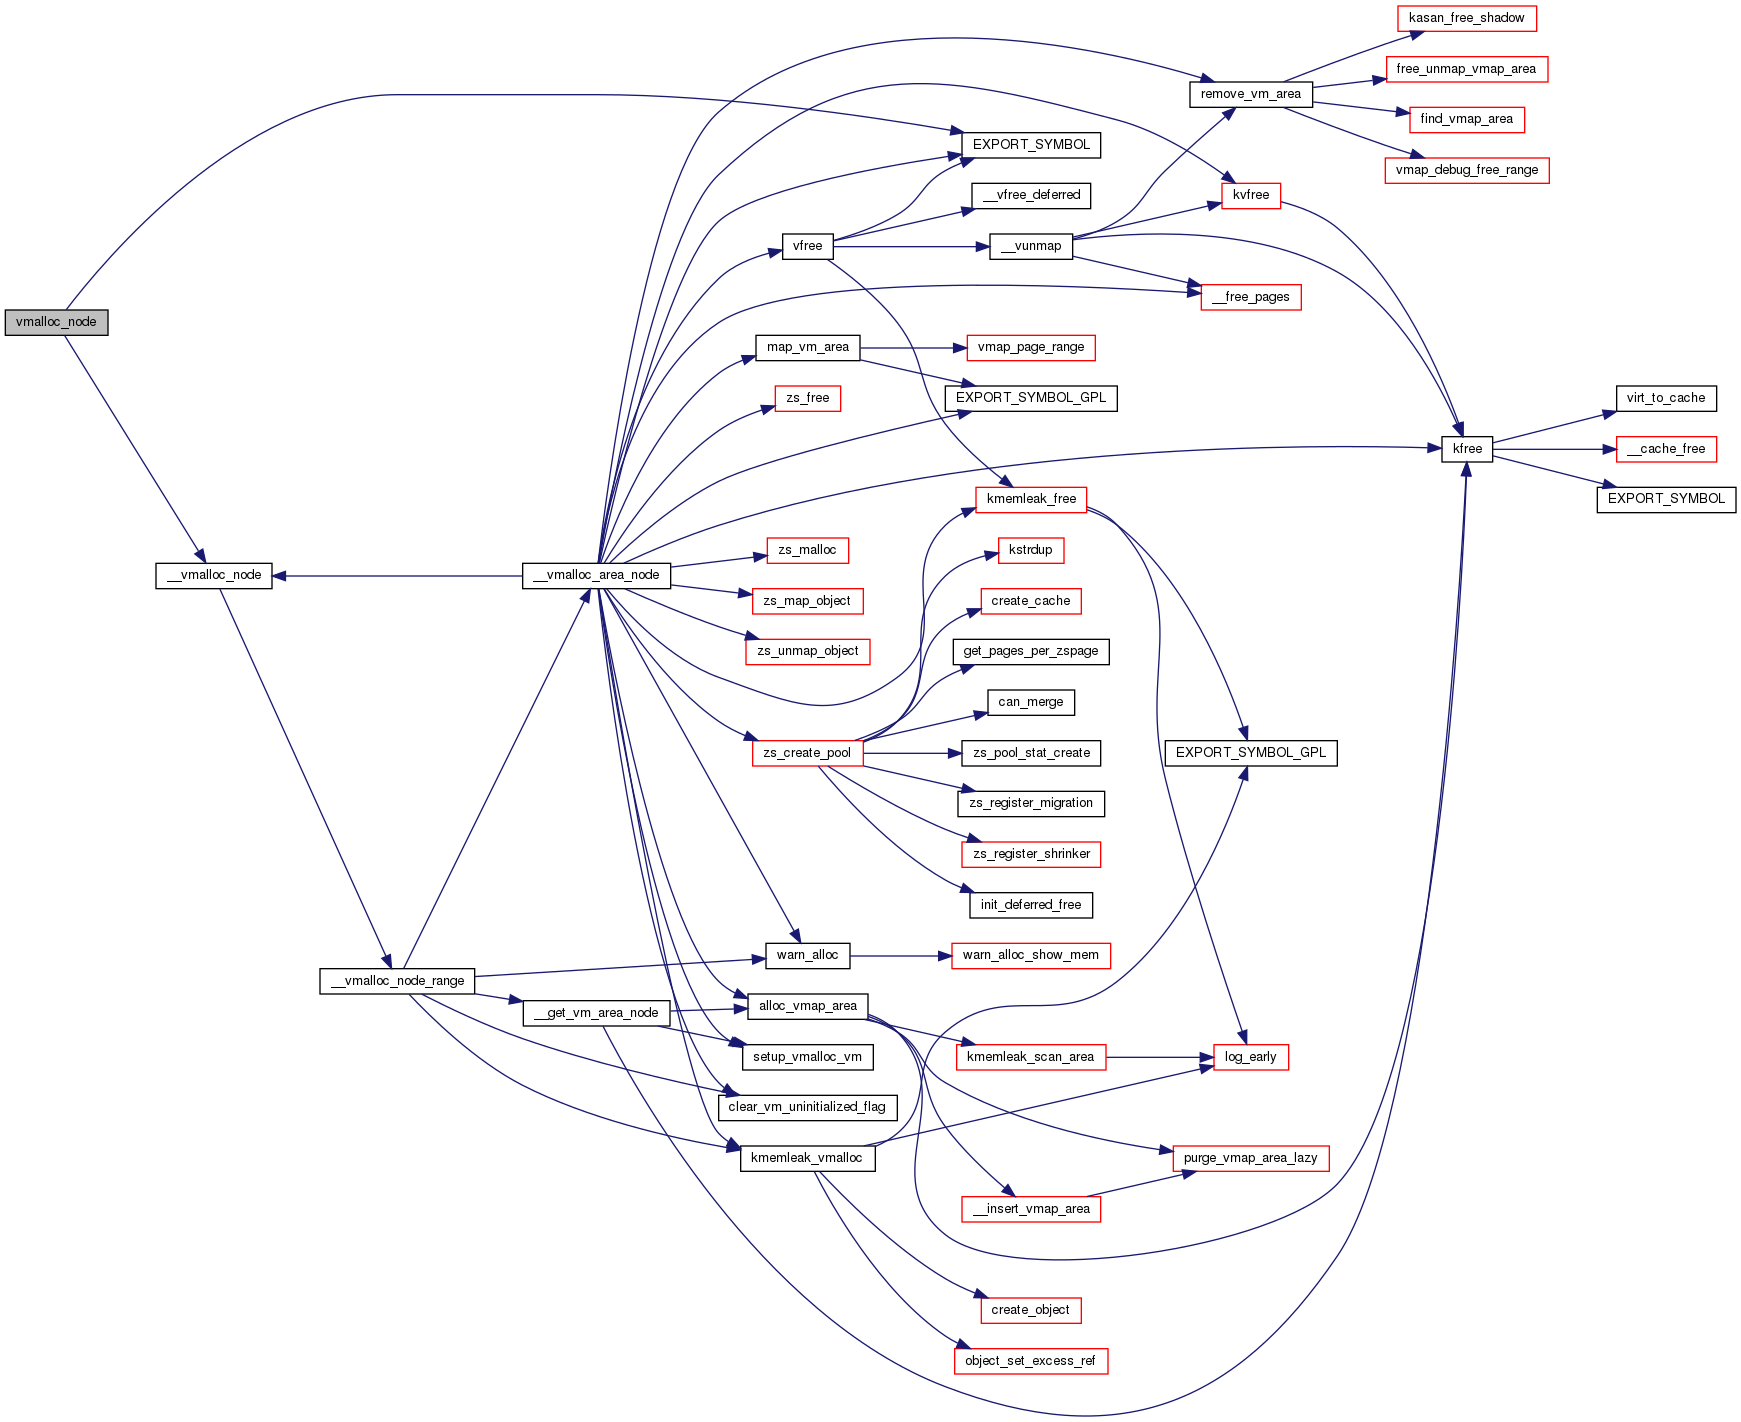 kasan_free_shadow
free_unmap_vmap_area
remove_vm_area
find_vmap_area
EXPORT_SYMBOL
vmap_debug_free_range
__vfree_deferred
kvfree
vfree
__vunmap
__free_pages
vmalloc_node
map_vm_area
vmap_page_range
zs_free
EXPORT_SYMBOL_GPL
virt_to_cache
kfree
__cache_free
kmemleak_free
EXPORT_SYMBOL
zs_malloc
kstrdup
__vmalloc_node
__vmalloc_area_node
zs_map_object
create_cache
zs_unmap_object
get_pages_per_zspage
can_merge
zs_create_pool
zs_pool_stat_create
EXPORT_SYMBOL_GPL
zs_register_migration
zs_register_shrinker
init_deferred_free
warn_alloc
warn_alloc_show_mem
__vmalloc_node_range
__get_vm_area_node
alloc_vmap_area
setup_vmalloc_vm
kmemleak_scan_area
log_early
clear_vm_uninitialized_flag
kmemleak_vmalloc
purge_vmap_area_lazy
__insert_vmap_area
create_object
object_set_excess_ref